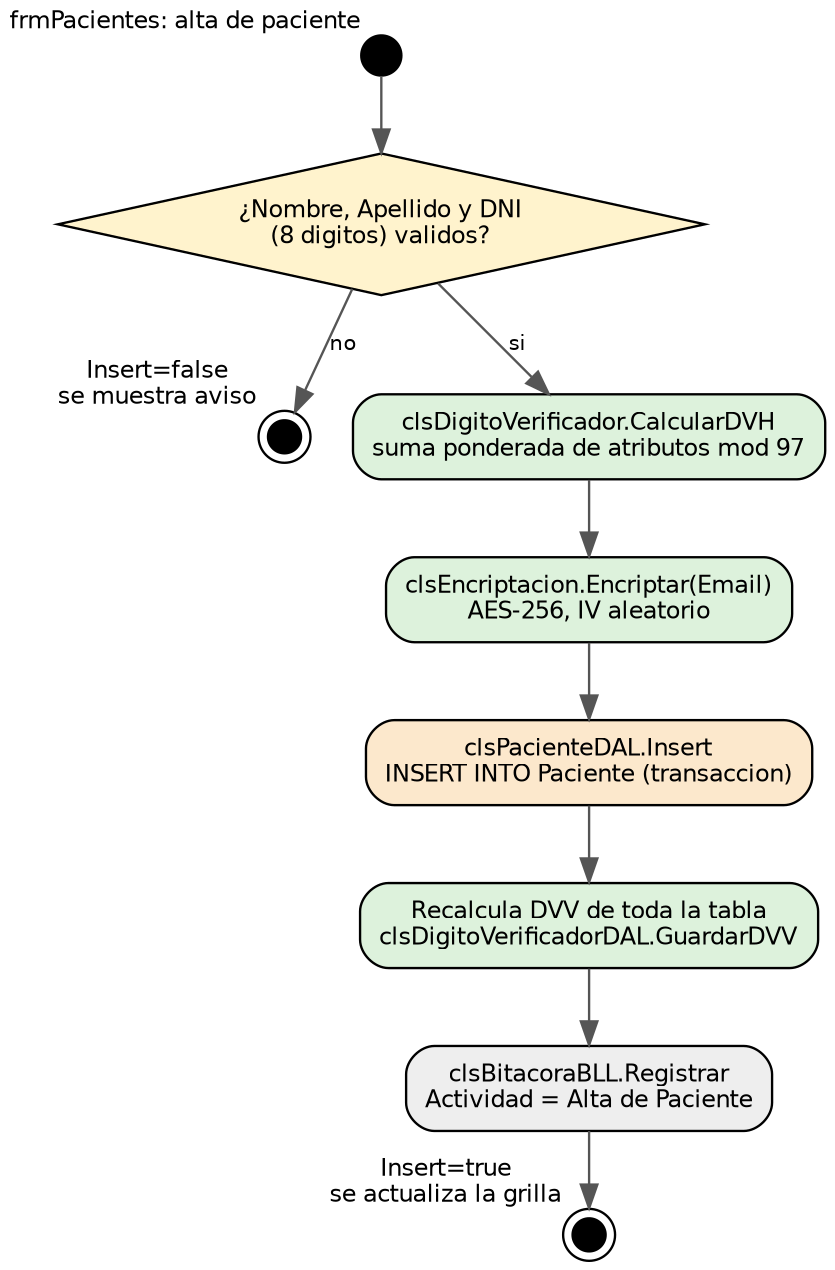 frmPacientes: alta de paciente
¿Nombre, Apellido y DNI
(8 digitos) validos?
no
si
Insert=false
se muestra aviso
clsDigitoVerificador.CalcularDVH
suma ponderada de atributos mod 97
clsEncriptacion.Encriptar(Email)
AES-256, IV aleatorio
clsPacienteDAL.Insert
INSERT INTO Paciente (transaccion)
Recalcula DVV de toda la tabla
clsDigitoVerificadorDAL.GuardarDVV
clsBitacoraBLL.Registrar
Actividad = Alta de Paciente
Insert=true
se actualiza la grilla